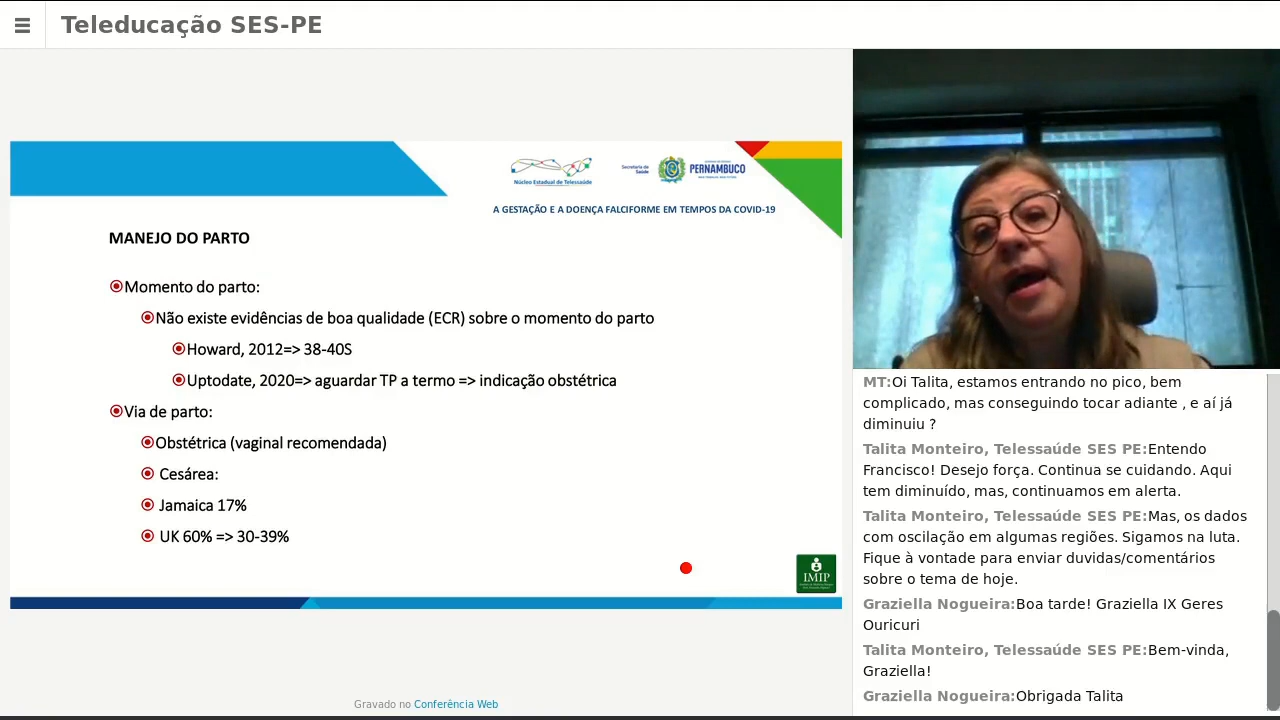 Teleducação SES-PE
Núcleo Estadual de Telessaúde
Secretaria de
Saúde
PERNAMBUCO
A GESTAÇÃO E A DOENÇA FALCIFORME EM TEMPOS DA COVID-19
MANEJO DO PARTO
Momento do parto:
Não existe evidências de boa qualidade (ECR) sobre o momento do parto
Howard, 2012=> 38-40S
Uptodate, 2020=> aguardar TP a termo => indicação obstétrica
Via de parto:
Obstétrica (vaginal recomendada)
Cesárea:
Jamaica 17%
UK 60% => 30-39%
IMIP
Gravado no Conferência Web
MT:Oi Talita, estamos entrando no pico, bem
complicado, mas conseguindo tocar adiante , e aí já
diminuiu ?
Talita Monteiro, Telessaúde SES PE:Entendo
Francisco! Desejo força. Continua se cuidando. Aqui
tem diminuído, mas, continuamos em alerta.
Talita Monteiro, Telessaúde SES PE:Mas, os dados
com oscilação em algumas regiões. Sigamos na luta.
Fique à vontade para enviar duvidas/comentários
sobre o tema de hoje.
Graziella Nogueira:Boa tarde! Graziella IX Geres
Ouricuri
Talita Monteiro, Telessaúde SES PE:Bem-vinda,
Graziella!
Graziella Nogueira:Obrigada Talita